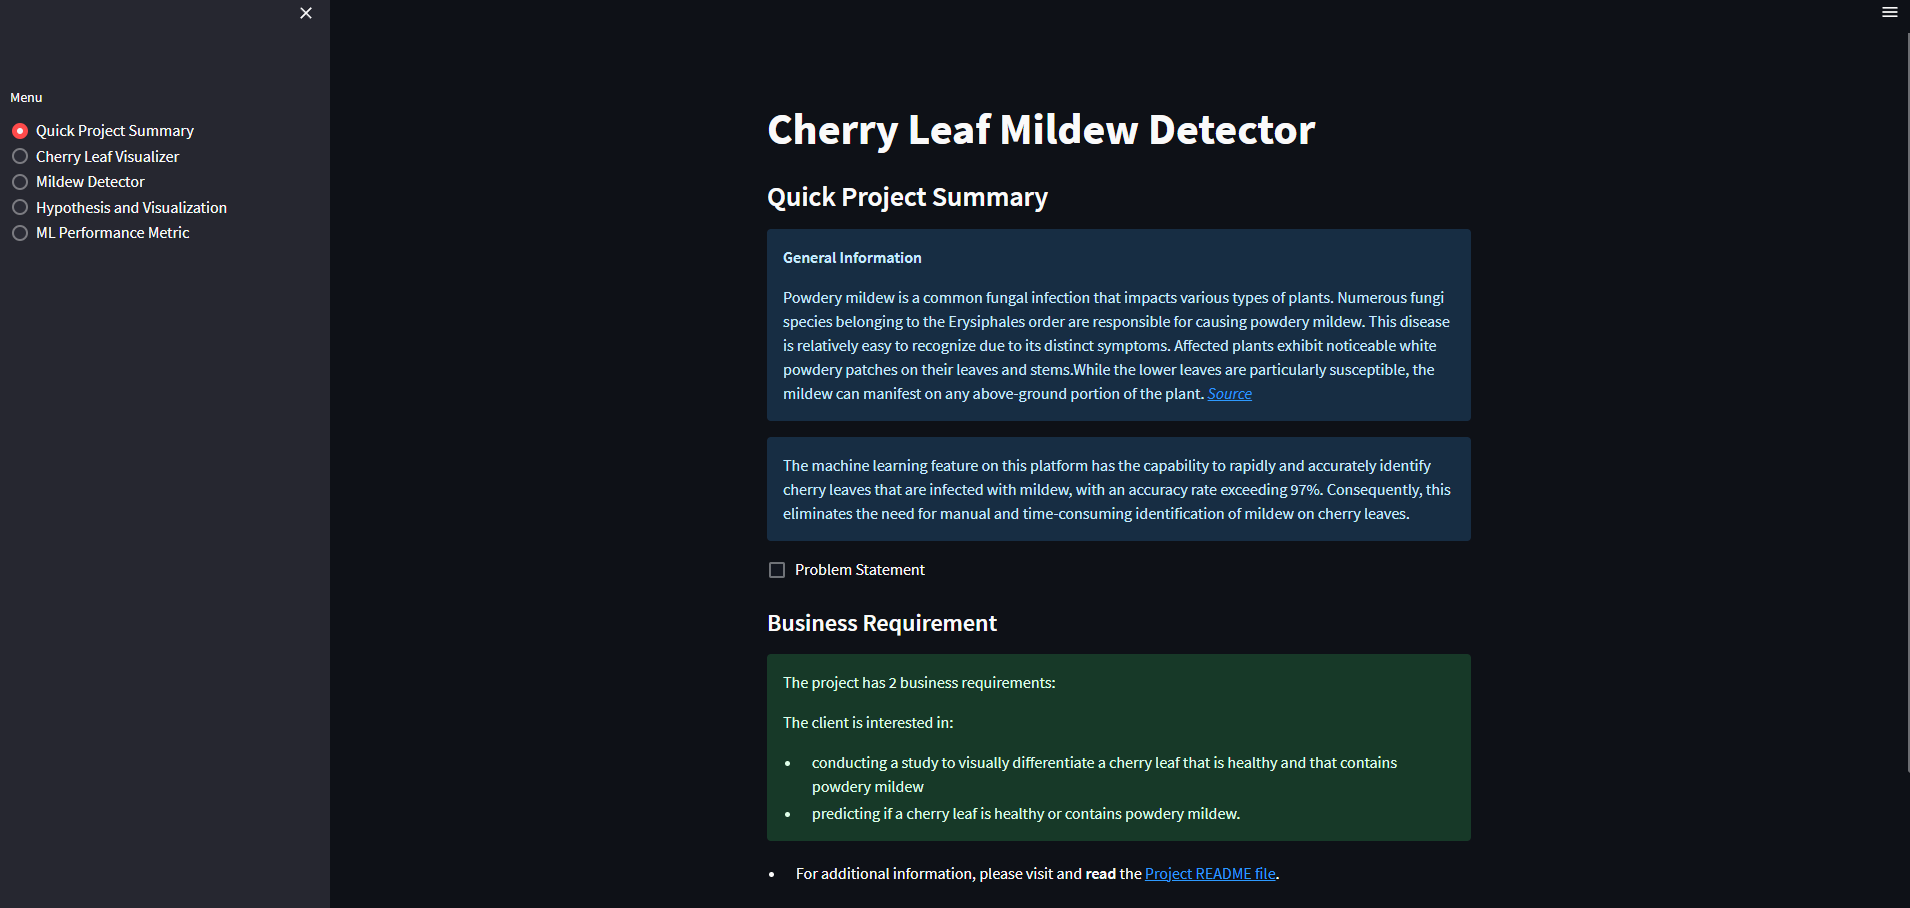 Menu
Quick Project Summary
Cherry Leaf Visualizer
Mildew Detector
Hypothesis and Visualization
ML Performance Metric
Cherry Leaf Mildew Detector
Quick Project Summary
General Information
Powdery mildew is a common fungal infection that impacts various types of plants. Numerous fungi
species belonging to the Erysiphales order are responsible for causing powdery mildew. This disease
is relatively easy to recognize due to its distinct symptoms. Affected plants exhibit noticeable white
powdery patches on their leaves and stems.While the lower leaves are particularly susceptible, the
mildew can manifest on any above-ground portion of the plant. Source
The machine learning feature on this platform has the capability to rapidly and accurately identify
cherry leaves that are infected with mildew, with an accuracy rate exceeding 97%. Consequently, this
eliminates the need for manual and time-consuming identification of mildew on cherry leaves.
Problem Statement
Business Requirement
The project has 2 business requirements:
The client is interested in:
• conducting a study to visually differentiate a cherry leaf that is healthy and that contains
powdery mildew
• predicting if a cherry leaf is healthy or contains powdery mildew.
• For additional information, please visit and read the Project README file.